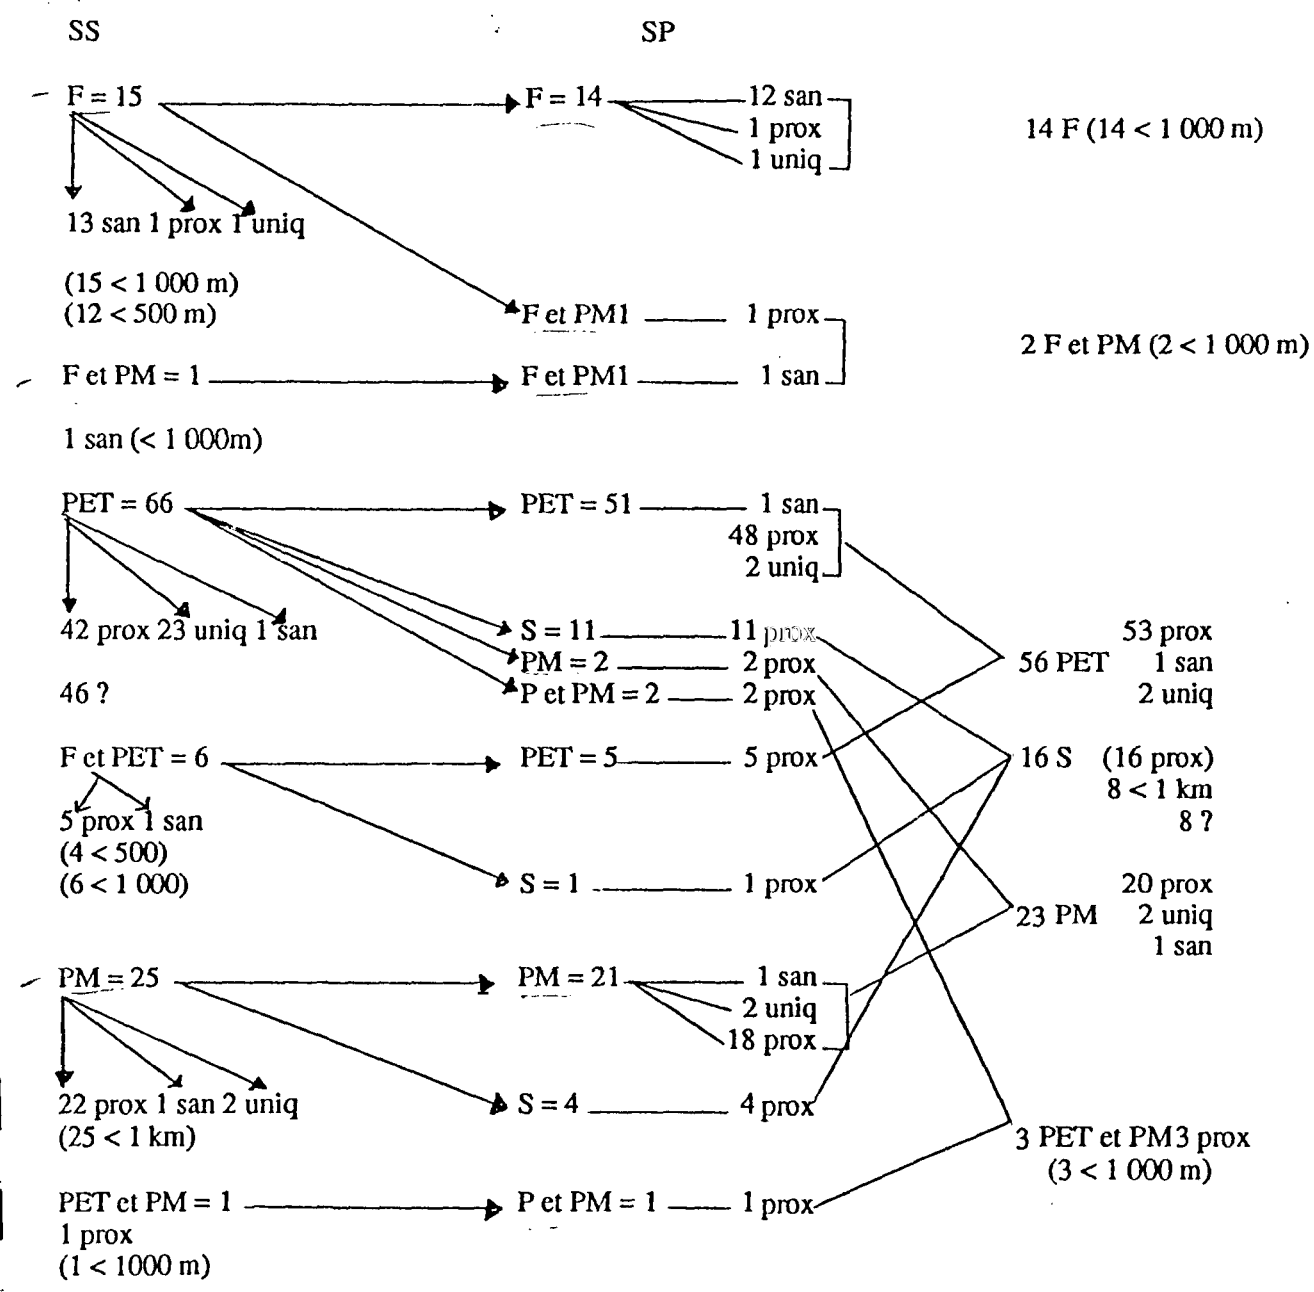 SS SP
F = 15 F = 14 12 san
1 prox 14 F (14 < 1 000 m)
1 uniq
13 san 1 prox 1 uniq
(15 < 1 000 m)
(12 < 500 m) F et PM1 1 prox
2 F et PM (2 < 1 000 m)
F et PM = 1 F et PM1 1 san
1 san (< 1 000m)
PET = 66 PET = 51 1 san
48 prox
2 uniq
42 prox 23 uniq 1 san S = 11 11 prox 53 prox
PM = 2 2 prox 56 PET 1 san
46 ? P et PM = 2 2 prox 2 uniq
F et PET = 6 PET = 5 5 prox 16 S (16 prox)
8 < 1 km
5 prox 1 san 8 ?
(4 < 500)
(6 < 1 000) S = 1 1 prox 20 prox
23 PM 2 uniq
1 san
PM = 25 PM = 21 1 san
2 uniq
18 prox
22 prox 1 san 2 uniq S = 4 4 prox
(25 < 1 km) 3 PET et PM3 prox
(3 < 1 000 m)
PET et PM = 1 P et PM = 1 1 prox
1 prox
(1 < 1000 m)